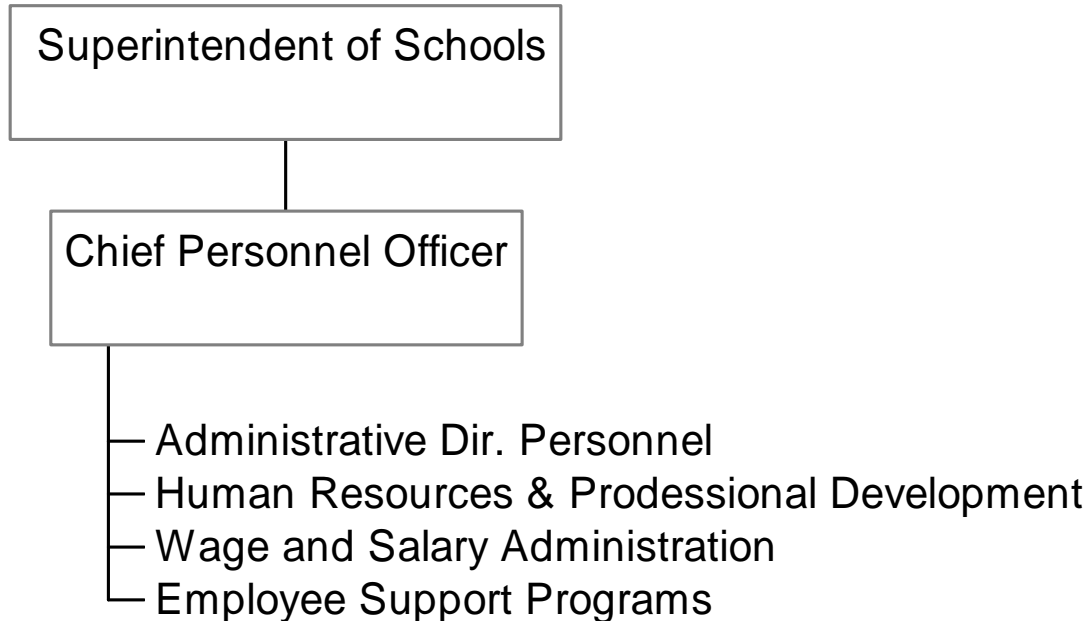 Superintendent of Schools
Chief Personnel Officer
Administrative Dir. Personnel
Human Resources & Prodessional Development
Wage and Salary Administration
Employee Support Programs